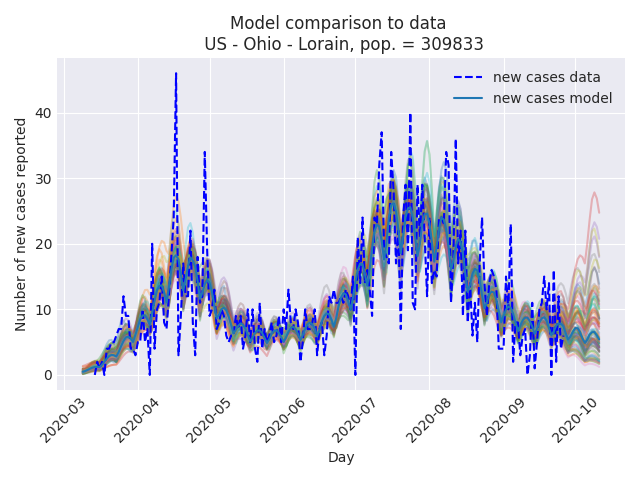 Model comparison to data
US - Ohio - Lorain, pop. = 309833
new cases data
new cases model
Number of new cases reported
40
30
20
10
0
2020-03
2020-04
2020-05
2020-06
2020-07
2020-08
2020-09
2020-10
Day